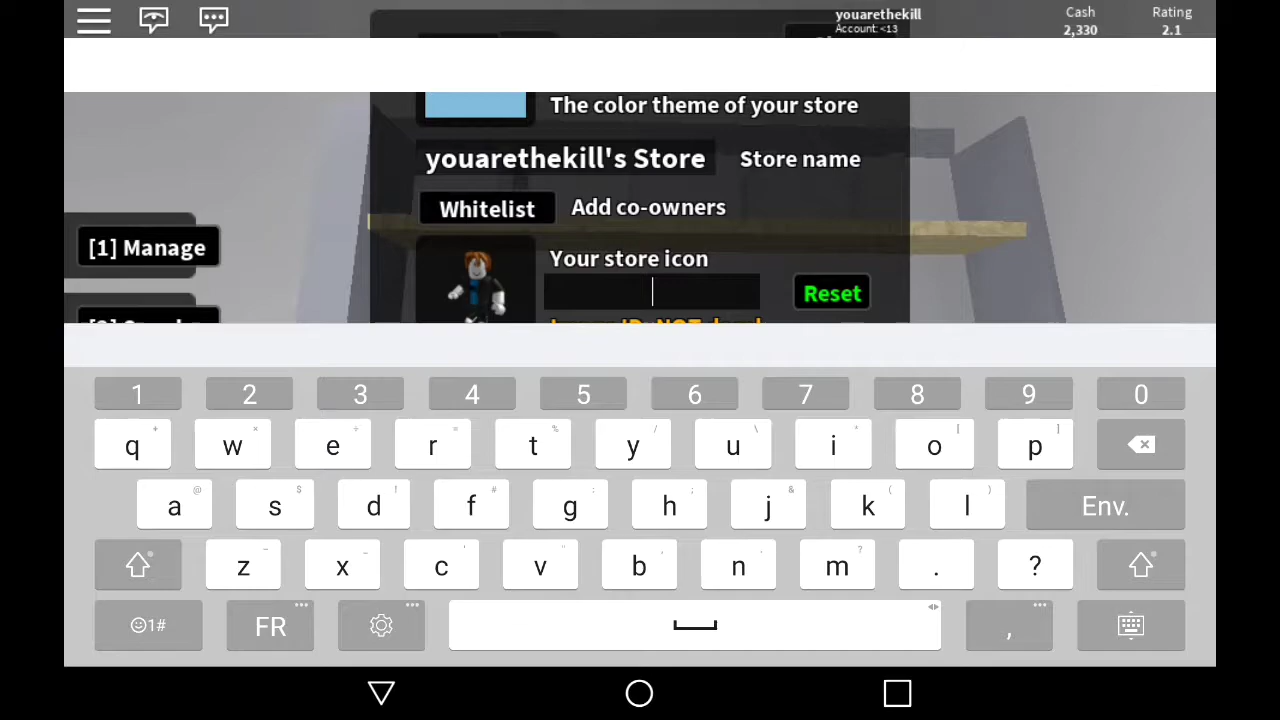 youarethekill
Account: <13
Cash
2,330
Rating
2.1
The color theme of your store
youarethekill's Store
Store name
Whitelist
Add co-owners
[1] Manage
Your store icon
Reset
1 2 3 4 5 6 7 8 9 0
q w e r t y u i o p
a s d f g h j k l Env.
z x c v b n m . ?
☺1# FR ,